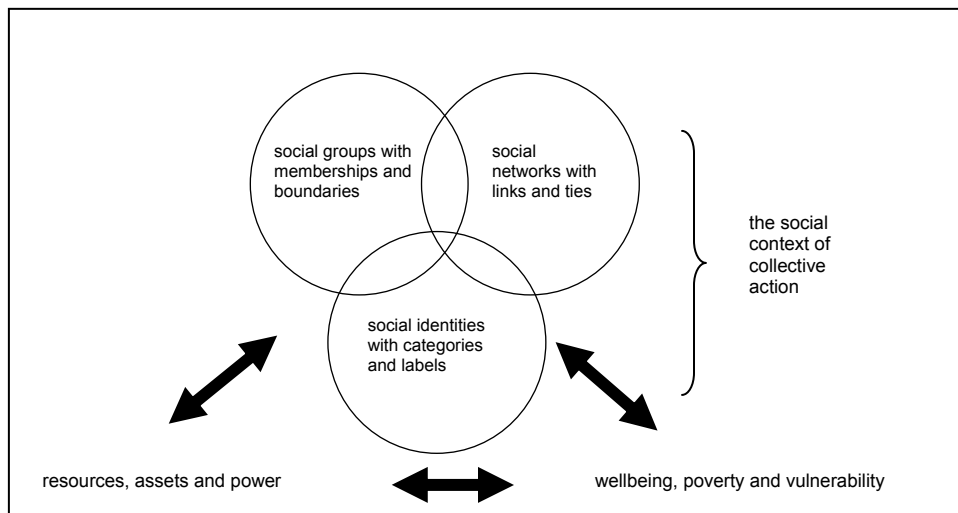 social groups with
memberships and
boundaries
social
networks with
links and ties
the social
context of
collective
action
social identities
with categories
and labels
resources, assets and power
wellbeing, poverty and vulnerability